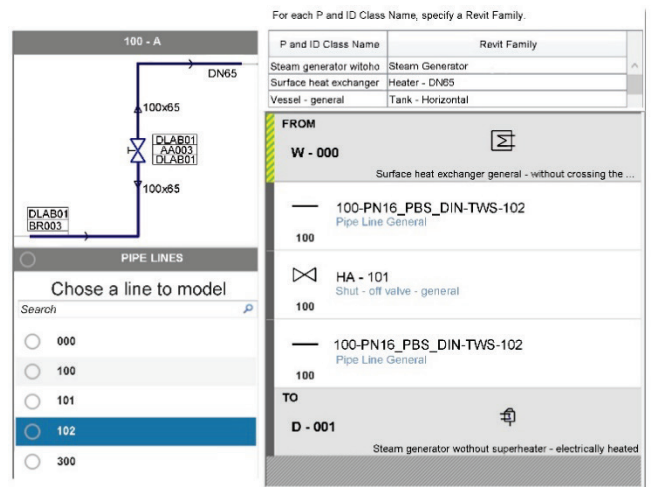 For each P and ID Class Name, specify a Revit Family.
100 - A
DN65
100x65
DLAB01
AA003
DLAB01
100x65
DLAB01
BR003
PIPE LINES
Chose a line to model
Search
000
100
101
102
300
P and ID Class Name Revit Family
Steam generator witoho Steam Generator
Surface heat exchanger Heater - DN65
Vessel - general Tank - Horizontal
FROM
W - 000
Surface heat exchanger general - without crossing the ...
100-PN16_PBS_DIN-TWS-102
Pipe Line General
100
HA - 101
Shut - off valve - general
100
100-PN16_PBS_DIN-TWS-102
Pipe Line General
100
TO
D - 001
Steam generator wothout superheater - electrically heated